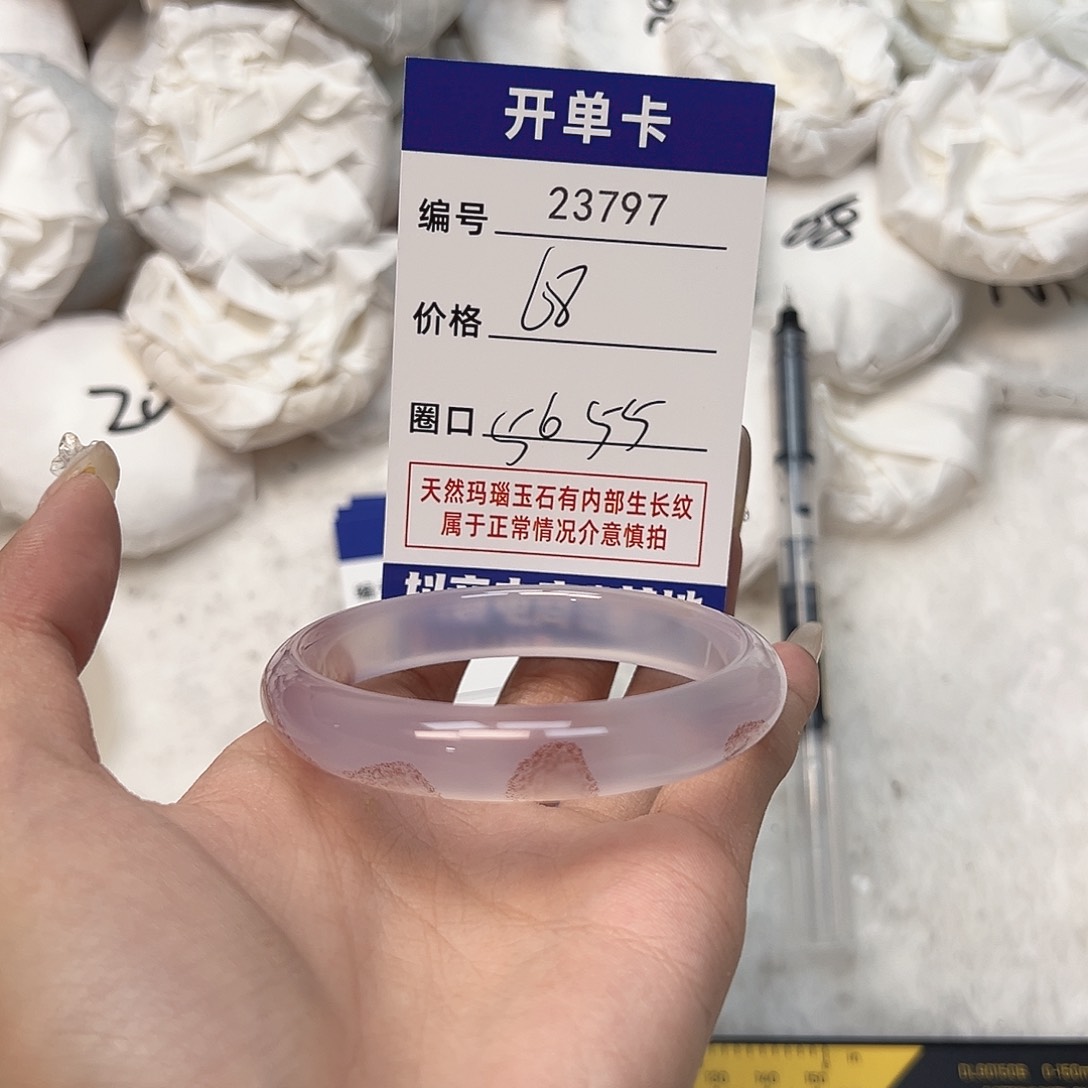 开单卡
编号 23797
价格 68
圈口 56 55
天然玛瑙玉石有内部生长纹
属于正常情况介意慎拍